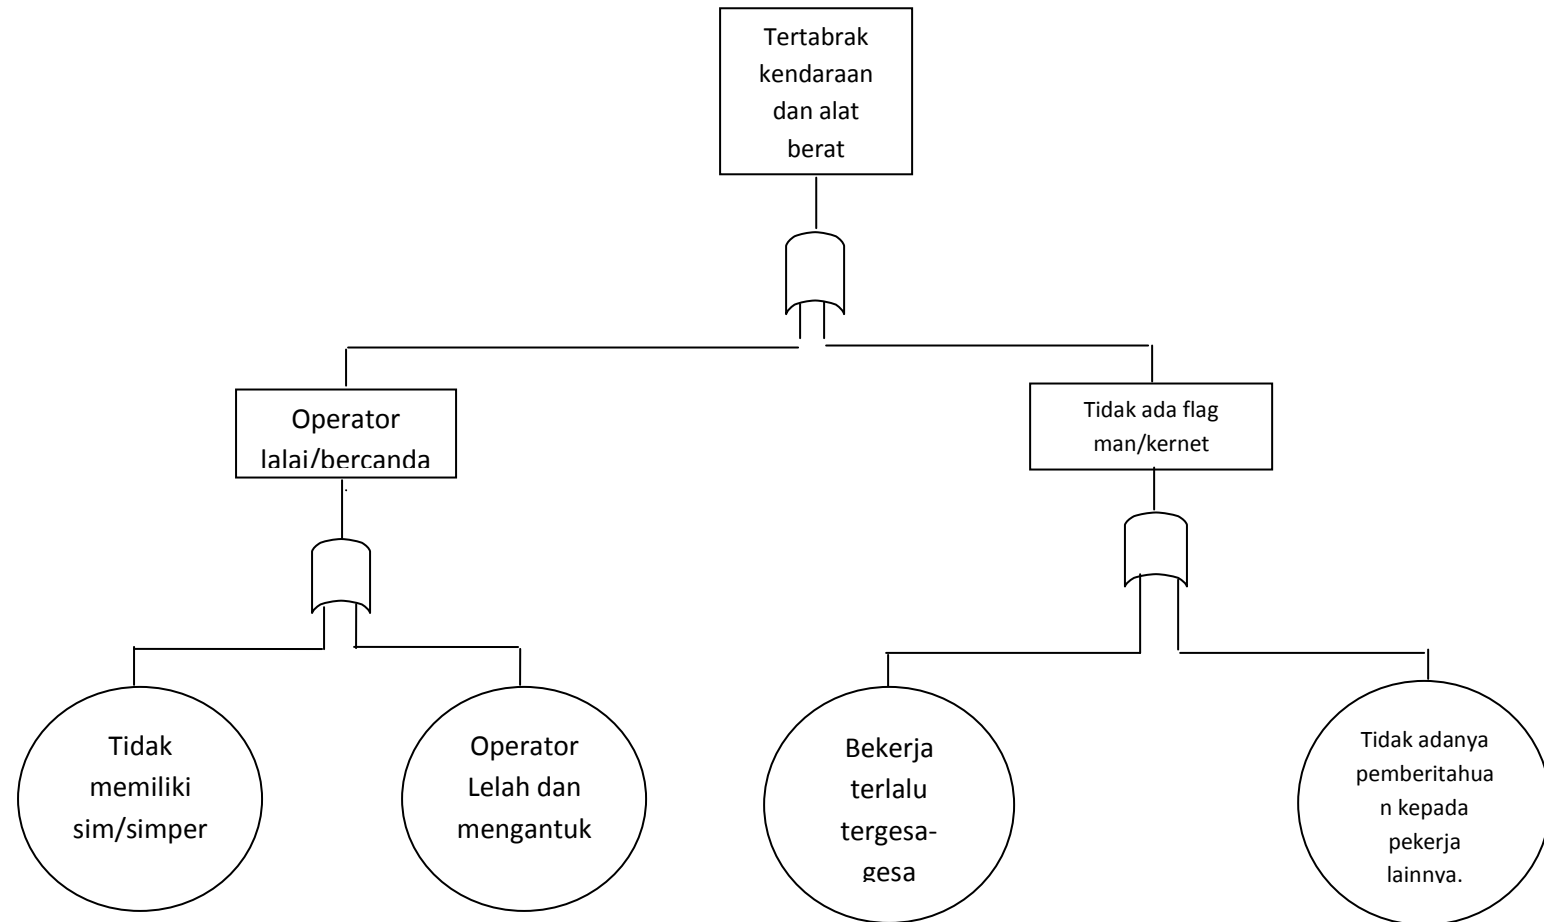 Tertabrak
kendaraan
dan alat
berat
Operator
lalai/bercanda
.
Tidak ada flag
man/kernet
Tidak
memiliki
sim/simper
Operator
Lelah dan
mengantuk
Bekerja
terlalu
tergesa-
gesa
Tidak adanya
pemberitahua
n kepada
pekerja
lainnya.